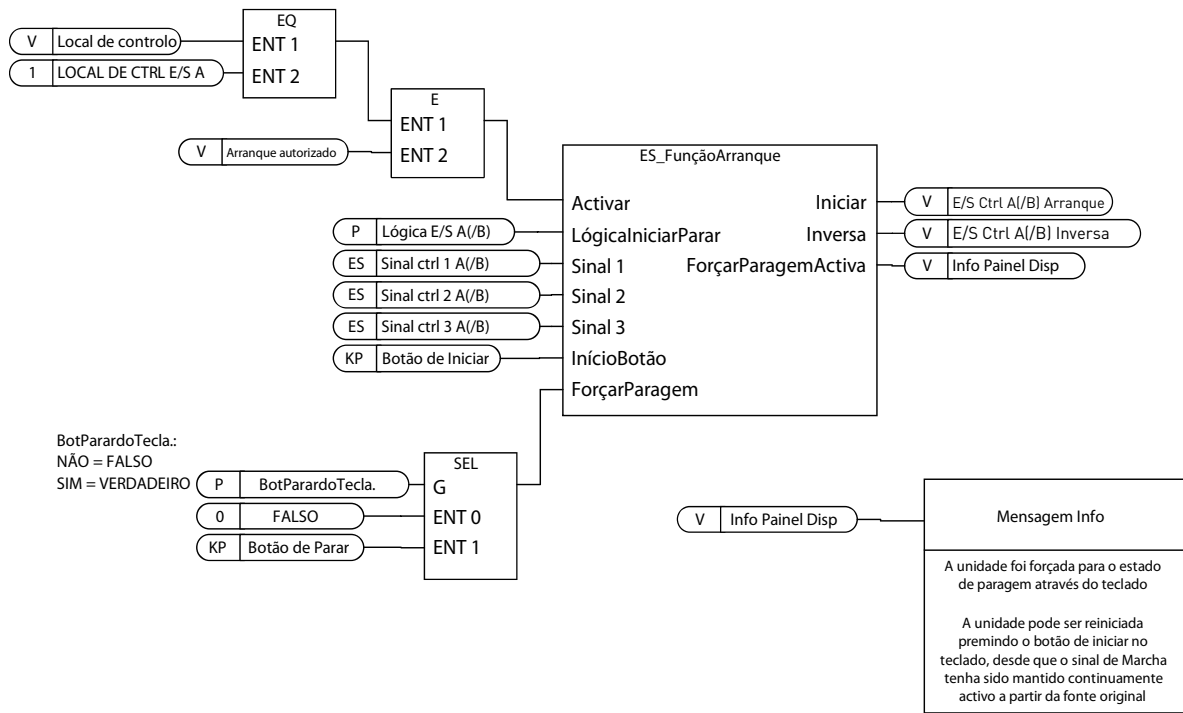 EQ
V Local de controlo ENT 1
1 LOCAL DE CTRL E/S A ENT 2
E
ENT 1
V Arranque autorizado ENT 2
ES_FunçãoArranque
Activar Iniciar V E/S Ctrl A(/B) Arranque
P Lógica E/S A(/B) LógicaIniciarParar Inversa V E/S Ctrl A(/B) Inversa
ES Sinal ctrl 1 A(/B) Sinal 1 ForçarParagemActiva V Info Painel Disp
ES Sinal ctrl 2 A(/B) Sinal 2
ES Sinal ctrl 3 A(/B) Sinal 3
KP Botão de Iniciar InícioBotão
ForçarParagem
BotParardoTecla.:
NÃO = FALSO
SIM = VERDADEIRO
SEL
P BotParardoTecla. G
0 FALSO ENT 0
KP Botão de Parar ENT 1
V Info Painel Disp Mensagem Info
A unidade foi forçada para o estado
de paragem através do teclado
A unidade pode ser reiniciada
premindo o botão de iniciar no
teclado, desde que o sinal de Marcha
tenha sido mantido continuamente
activo a partir da fonte original